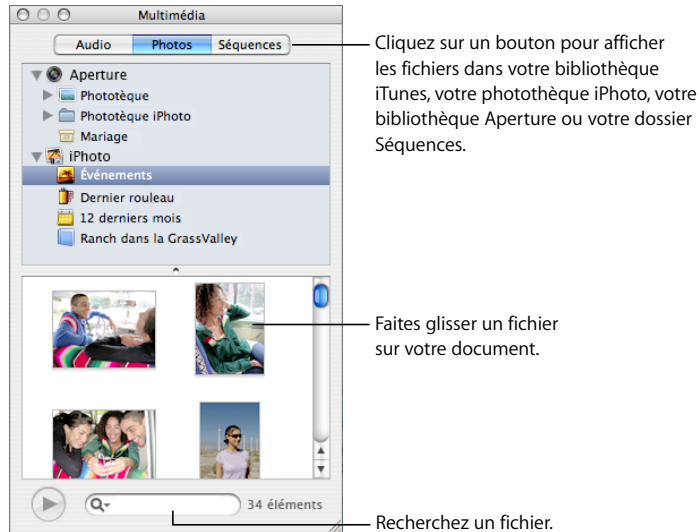 Multimédia
Audio Photos Séquences
Cliquez sur un bouton pour afficher
les fichiers dans votre bibliothèque
iTunes, votre photothèque iPhoto, votre
bibliothèque Aperture ou votre dossier
Séquences.
Aperture
Phototèque
Phototèque iPhoto
Mariage
iPhoto
Événements
Dernier rouleau
12 derniers mois
Ranch dans la GrassValley
Faites glisser un fichier
sur votre document.
34 éléments
Recherchez un fichier.